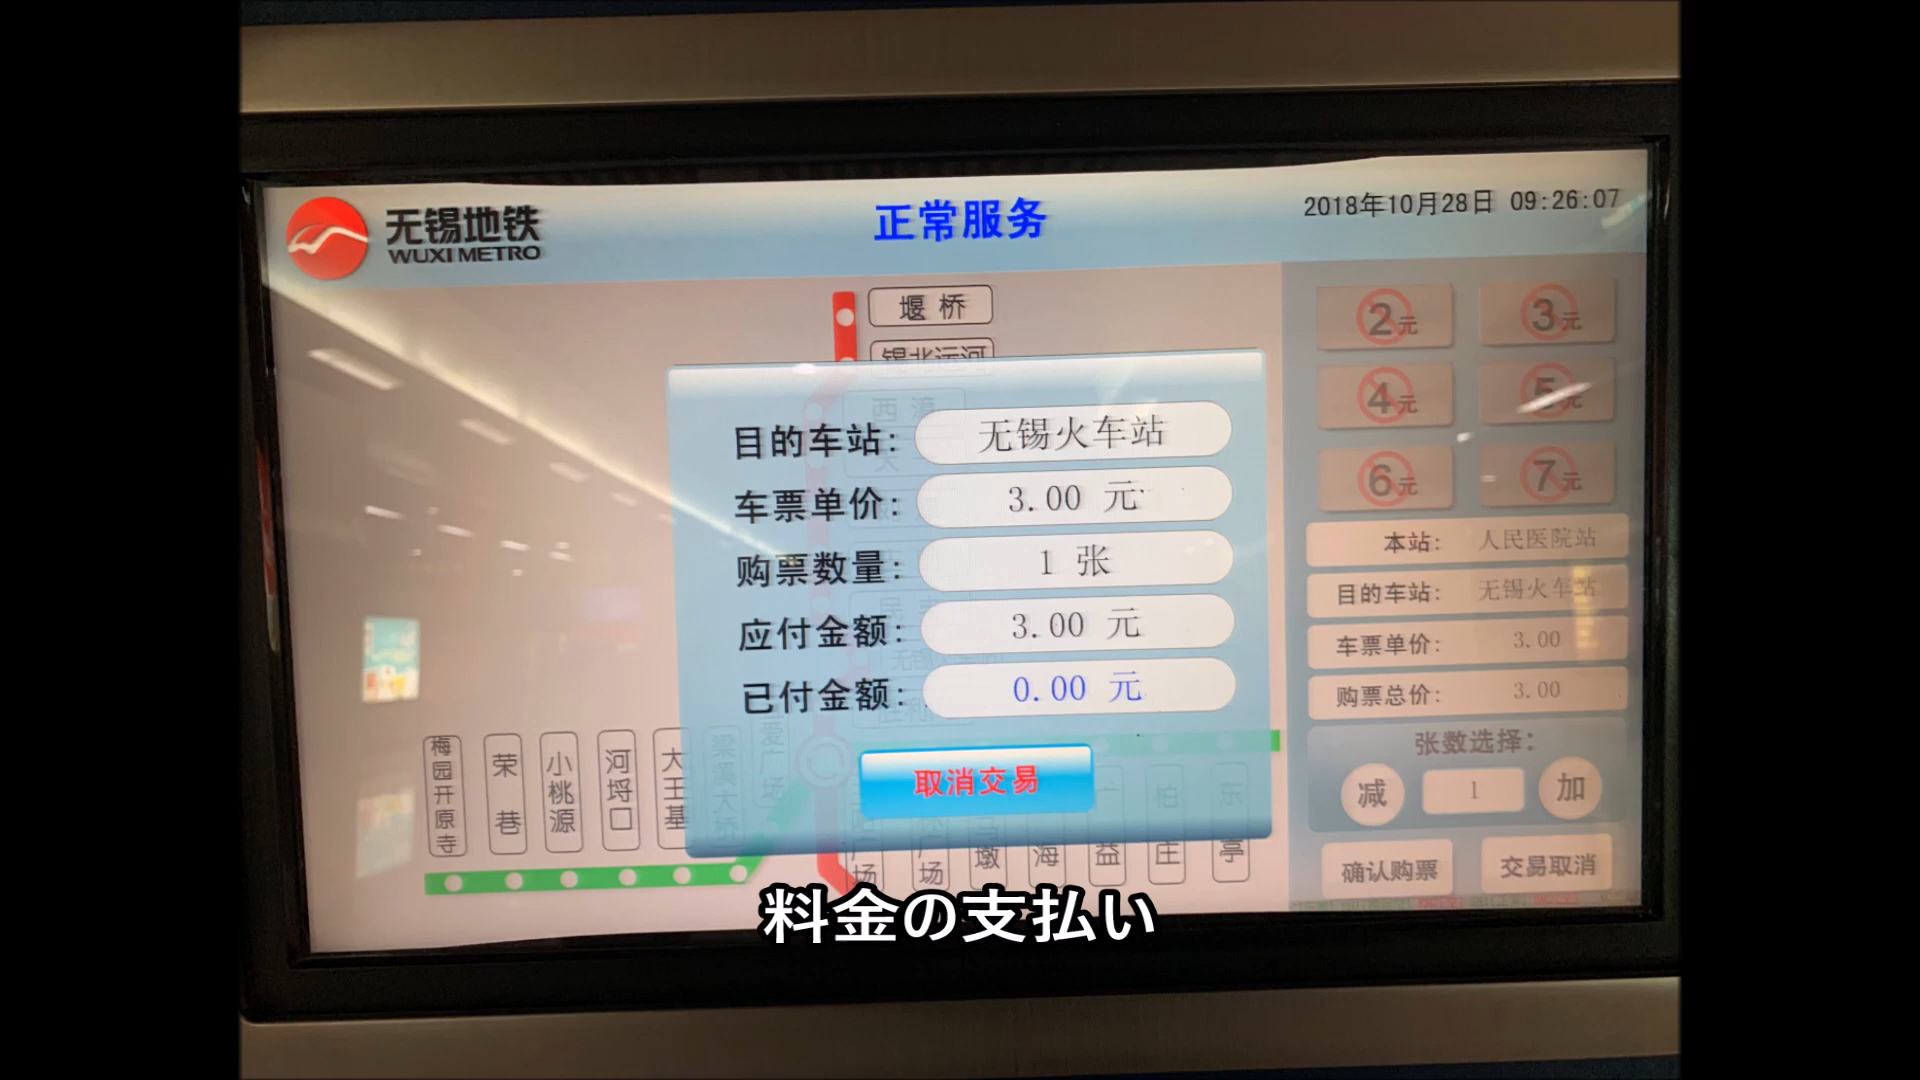 无锡地铁
WUXI METRO
正常服务
2018年10月28日 09:26:07
堰桥
锡北运河
西漳
目的车站: 无锡火车站
车票单价: 3.00 元
购票数量: 1 张
应付金额: 3.00 元
已付金额: 0.00 元
取消交易
2元
3元
4元
5元
6元
7元
本站: 人民医院站
目的车站: 无锡火车站
车票单价: 3.00
购票总价: 3.00
张数选择:
减 1 加
确认购票
交易取消
梅园开原寺
荣巷
小桃源
河埒口
大王基
梁溪大桥
料金の支払い